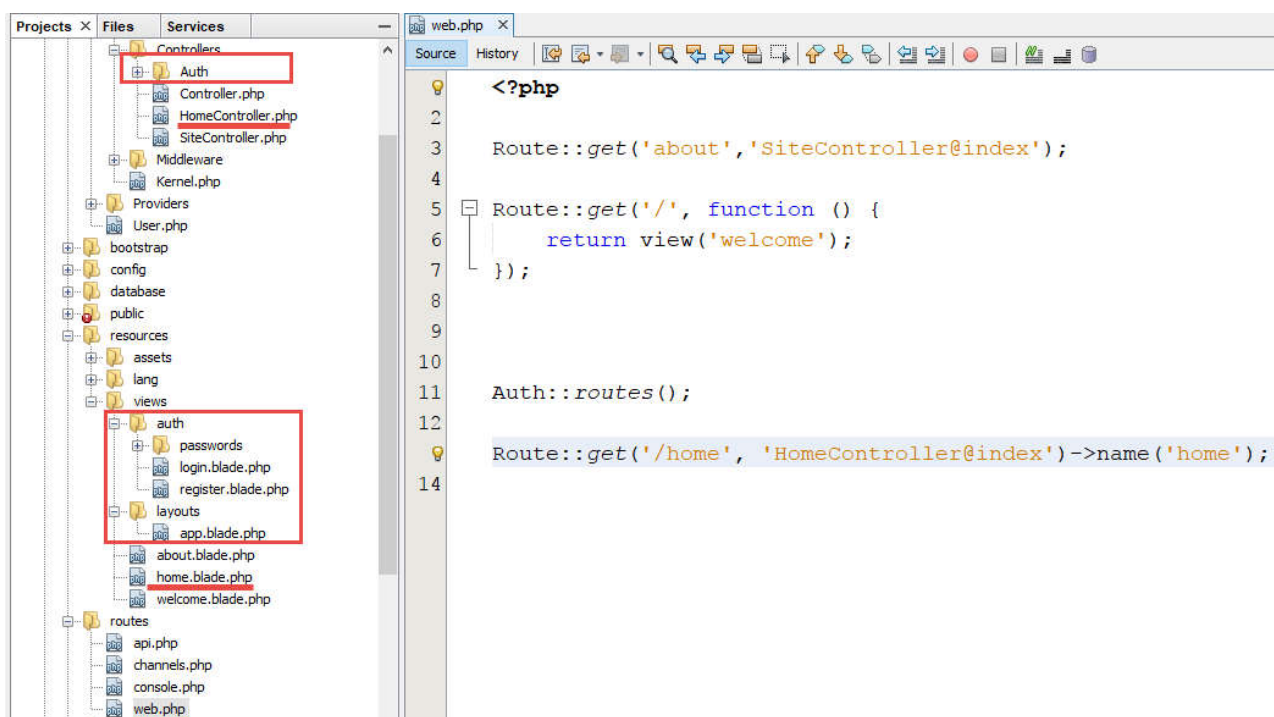 Projects Files Services
Controllers
Auth
Controller.php
HomeController.php
SiteController.php
Middleware
Kernel.php
Providers
User.php
bootstrap
config
database
public
resources
assets
lang
views
auth
passwords
login.blade.php
register.blade.php
layouts
app.blade.php
about.blade.php
home.blade.php
welcome.blade.php
routes
api.php
channels.php
console.php
web.php
web.php
Source History
<?php
2
3 Route::get('about','SiteController@index');
4
5 Route::get('/', function () {
6 return view('welcome');
7 });
8
9
10
11 Auth::routes();
12
Route::get('/home', 'HomeController@index')->name('home');
14